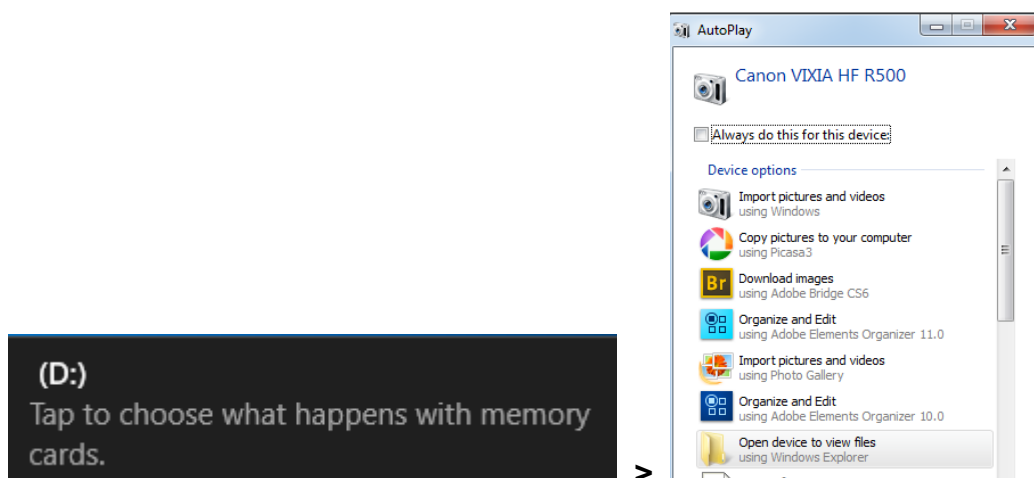 (D:)
Tap to choose what happens with memory
cards.
>
AutoPlay
Canon VIXIA HF R500
Always do this for this device:
Device options
Import pictures and videos
using Windows
Copy pictures to your computer
using Picasa3
Download images
using Adobe Bridge CS6
Organize and Edit
using Adobe Elements Organizer 11.0
Import pictures and videos
using Photo Gallery
Organize and Edit
using Adobe Elements Organizer 10.0
Open device to view files
using Windows Explorer